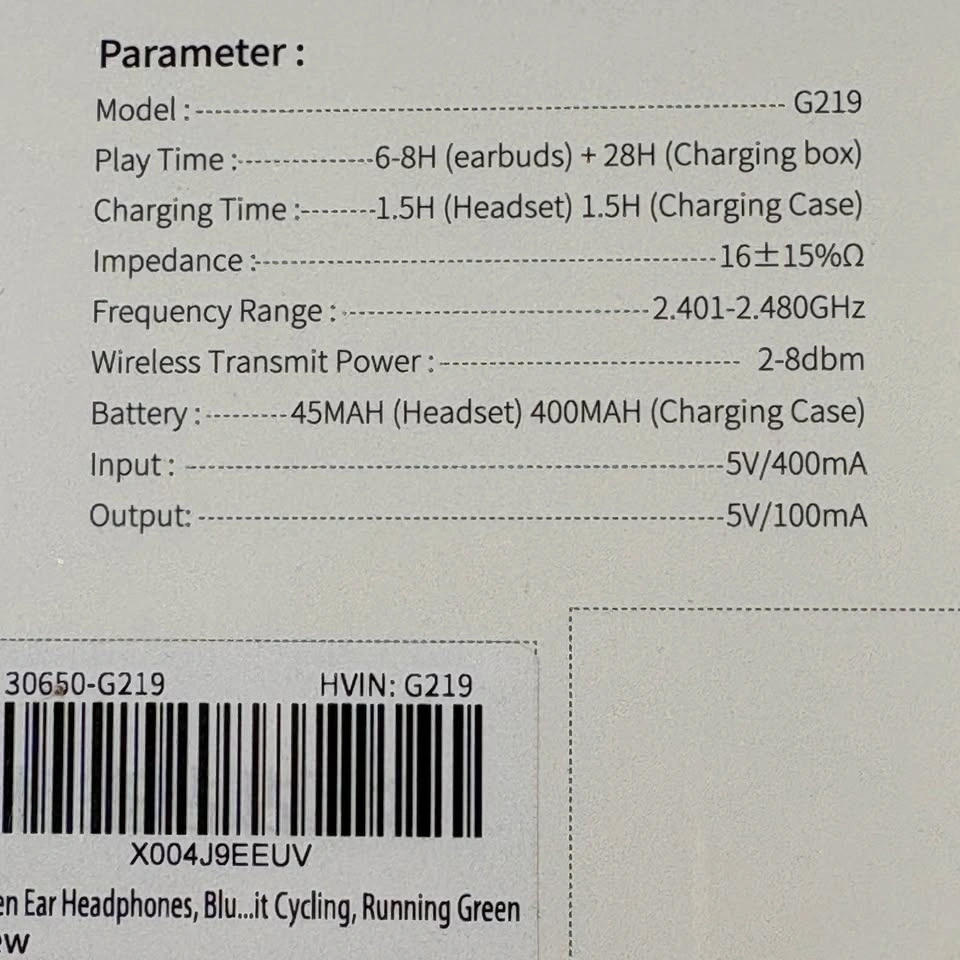 Parameter :
Model : G219
Play Time : 6-8H (earbuds) + 28H (Charging box)
Charging Time : 1.5H (Headset) 1.5H (Charging Case)
Impedance : 16±15%Ω
Frequency Range : 2.401-2.480GHz
Wireless Transmit Power : 2-8dbm
Battery : 45MAH (Headset) 400MAH (Charging Case)
Input : 5V/400mA
Output: 5V/100mA
30650-G219 HVIN: G219
X004J9EEUV
Ear Headphones, Blu...it Cycling, Running Green